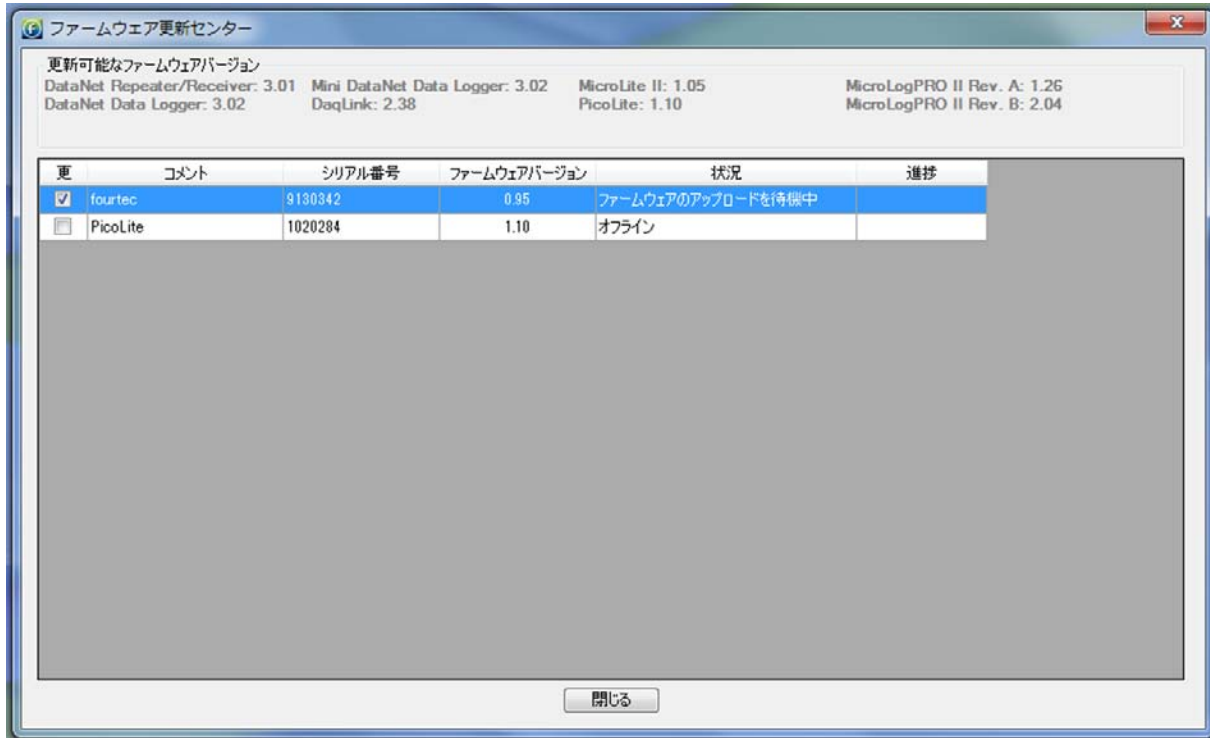 ファームウェア更新センター
更新可能なファームウェアバージョン
DataNet Repeater/Receiver: 3.01 Mini DataNet Data Logger: 3.02 MicroLite II: 1.05 MicroLogPRO II Rev. A: 1.26
DataNet Data Logger: 3.02 DaqLink: 2.38 PicoLite: 1.10 MicroLogPRO II Rev. B: 2.04
更 コメント シリアル番号 ファームウェアバージョン 状況 進捗
fourtec 9130342 0.95 ファームウェアのアップロードを待機中
PicoLite 1020284 1.10 オフライン
閉じる